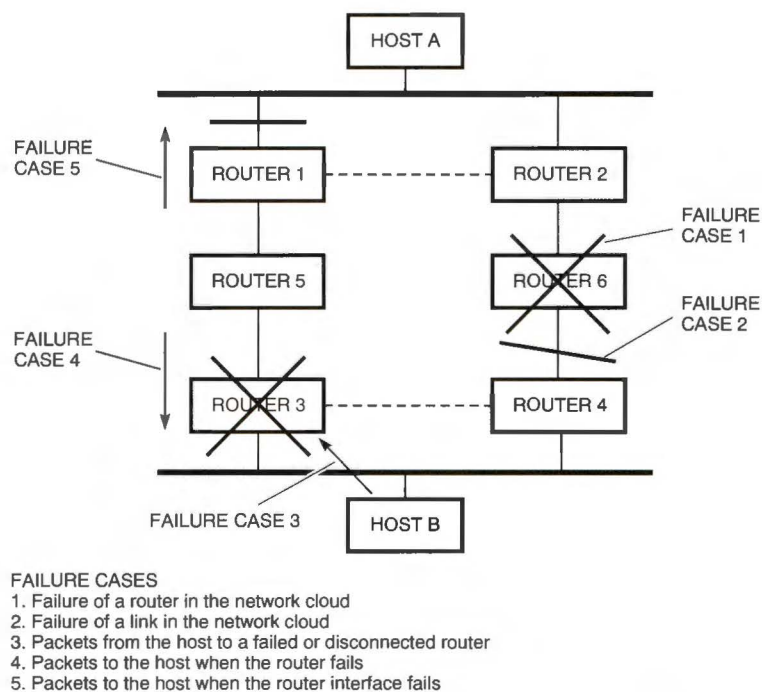 HOST A
FAILURE
CASE 5
ROUTER 1
ROUTER 2
FAILURE
CASE 1
ROUTER 5
ROUTER 6
FAILURE
CASE 4
FAILURE
CASE 2
ROUTER 3
ROUTER 4
FAILURE CASE 3
HOST B
FAILURE CASES
1. Failure of a router in the network cloud
2. Failure of a link in the network cloud
3. Packets from the host to a failed or disconnected router
4. Packets to the host when the router fails
5. Packets to the host when the router interface fails